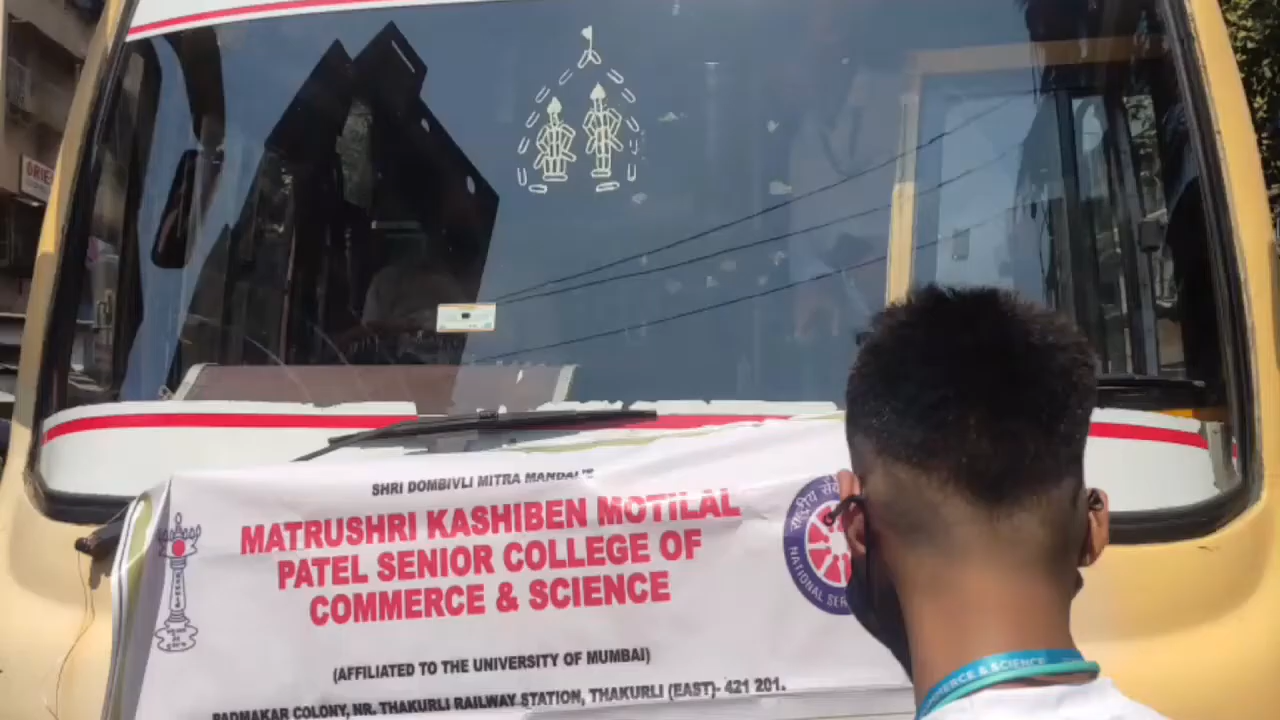 SHRI DOMBIVLI MITRA MANDAL'S
MATRUSHRI KASHIBEN MOTILAL
PATEL SENIOR COLLEGE OF
COMMERCE & SCIENCE
(AFFILIATED TO THE UNIVERSITY OF MUMBAI)
PADMAKAR COLONY, NR. THAKURLI RAILWAY STATION, THAKURLI (EAST)- 421 201.
राष्ट्रीय
NATIONAL
& SCIENCE